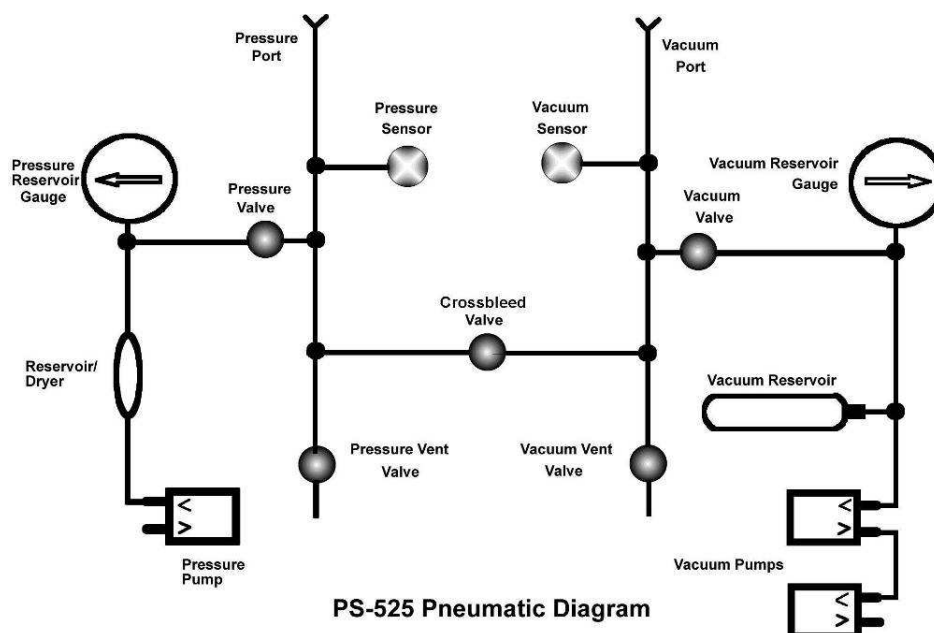 Pressure
Port
Vacuum
Port
Pressure
Sensor
Vacuum
Sensor
Pressure
Reservoir
Gauge
Pressure
Valve
Vacuum Reservoir
Gauge
Vacuum
Valve
Crossbleed
Valve
Reservoir/
Dryer
Vacuum Reservoir
Pressure Vent
Valve
Vacuum Vent
Valve
<
>
<
>
Pressure
Pump
Vacuum Pumps
<
>
PS-525 Pneumatic Diagram